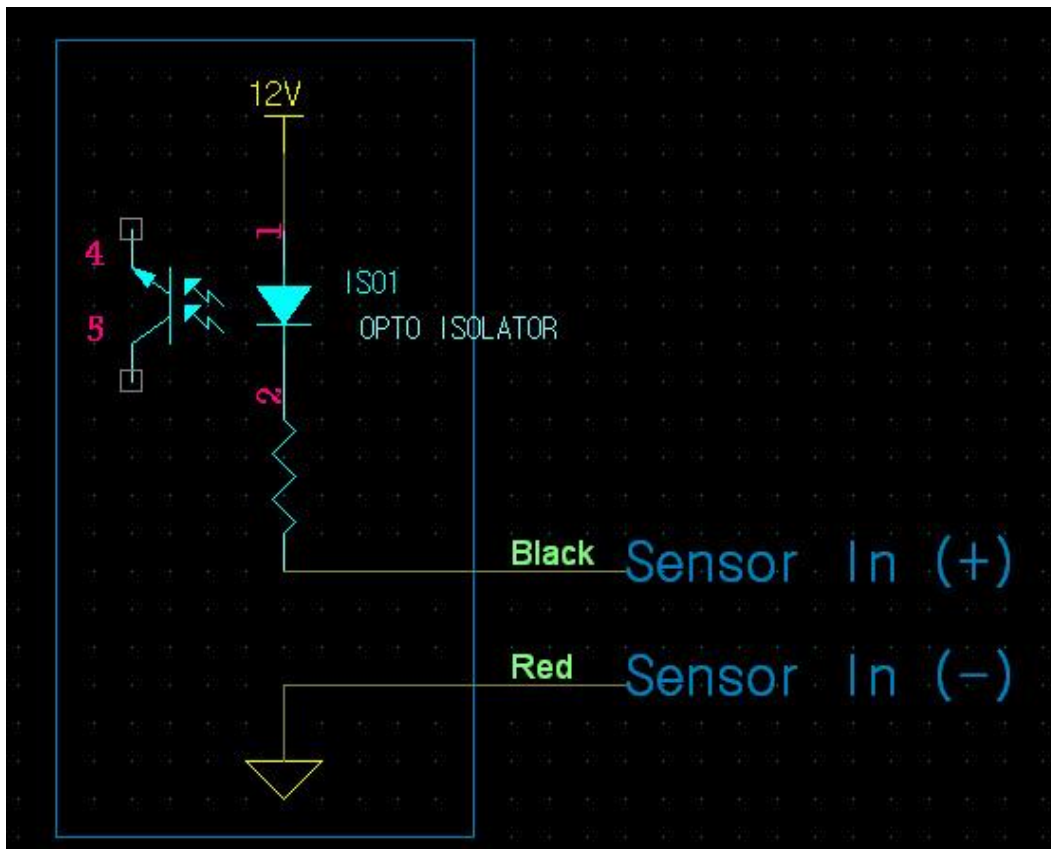 12V
1
4
ISO1
5
OPTO ISOLATOR
2
Black Sensor In (+)
Red Sensor In (-)